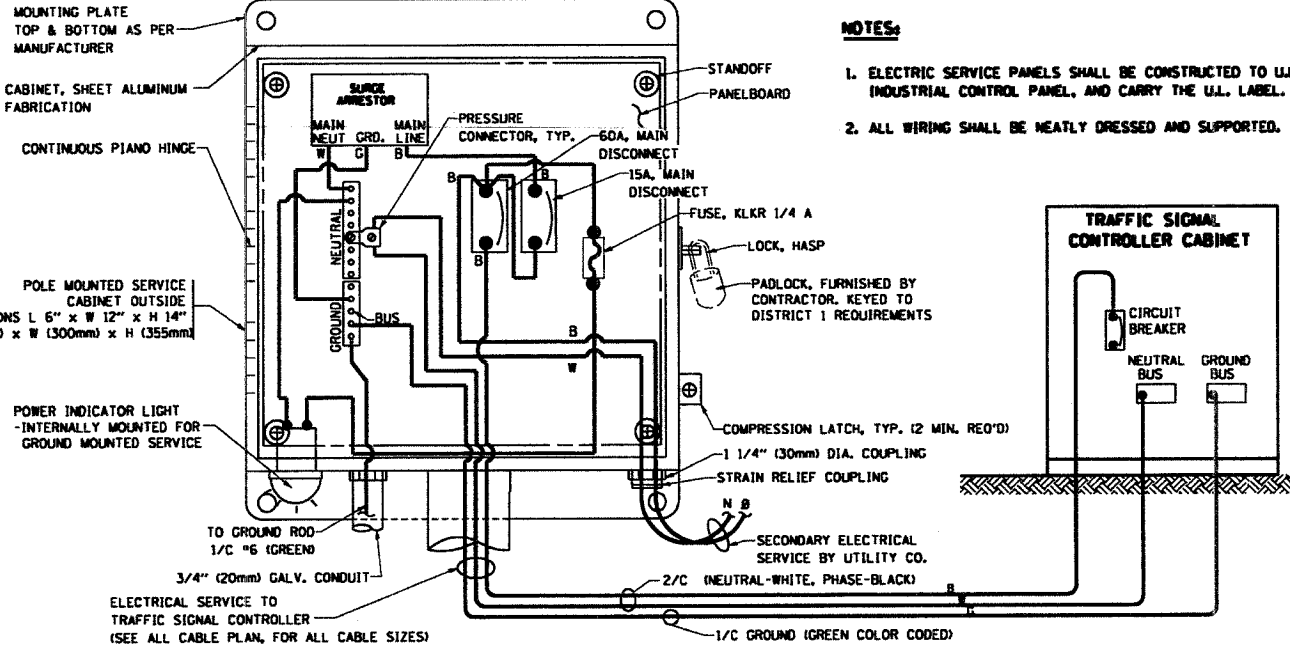 MOUNTING PLATE
TOP & BOTTOM AS PER
MANUFACTURER
CABINET, SHEET ALUMINUM
FABRICATION
CONTINUOUS PIANO HINGE
POLE MOUNTED SERVICE
CABINET OUTSIDE
ONS L 6" x W 12" x H 14"
) x W (300mm) x H (355mm)
POWER INDICATOR LIGHT
-INTERNALLY MOUNTED FOR
GROUND MOUNTED SERVICE
SURGE
ARRESTOR
MAIN
NEUT
GRD.
MAIN
LINE
W
G
B
PRESSURE
CONNECTOR, TYP.
NEUTRAL
GROUND
BUS
B
B
B
B
W
STANDOFF
PANELBOARD
60A, MAIN
DISCONNECT
15A, MAIN
DISCONNECT
FUSE, KLKR 1/4 A
LOCK, HASP
PADLOCK, FURNISHED BY
CONTRACTOR. KEYED TO
DISTRICT 1 REQUIREMENTS
COMPRESSION LATCH, TYP. (2 MIN. REQ'D)
1 1/4" (30mm) DIA. COUPLING
STRAIN RELIEF COUPLING
N Ø
SECONDARY ELECTRICAL
SERVICE BY UTILITY CO.
TO GROUND ROD
1/C #6 (GREEN)
3/4" (20mm) GALV. CONDUIT
ELECTRICAL SERVICE TO
TRAFFIC SIGNAL CONTROLLER
(SEE ALL CABLE PLAN, FOR ALL CABLE SIZES)
2/C (NEUTRAL-WHITE, PHASE-BLACK)
1/C GROUND (GREEN COLOR CODED)
B
W
G
NOTES:
1. ELECTRIC SERVICE PANELS SHALL BE CONSTRUCTED TO U.L
INDUSTRIAL CONTROL PANEL, AND CARRY THE U.L. LABEL.
2. ALL WIRING SHALL BE NEATLY DRESSED AND SUPPORTED.
TRAFFIC SIGNAL
CONTROLLER CABINET
CIRCUIT
BREAKER
NEUTRAL
BUS
GROUND
BUS